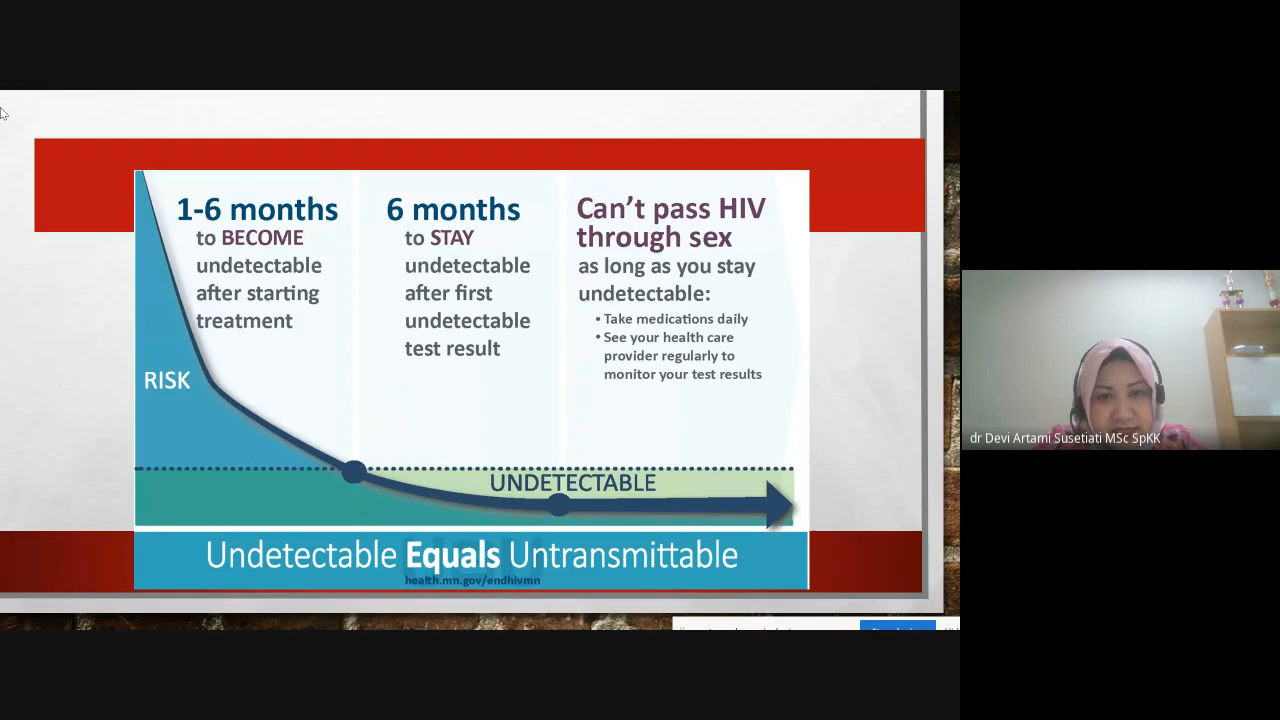 1-6 months
to BECOME
undetectable
after starting
treatment
6 months
to STAY
undetectable
after first
undetectable
test result
Can't pass HIV
through sex
as long as you stay
undetectable:
• Take medications daily
• See your health care
provider regularly to
monitor your test results
RISK
UNDETECTABLE
Undetectable Equals Untransmittable
health.mn.gov/endhivmn
dr Devi Artami Susetiati MSc SpKK